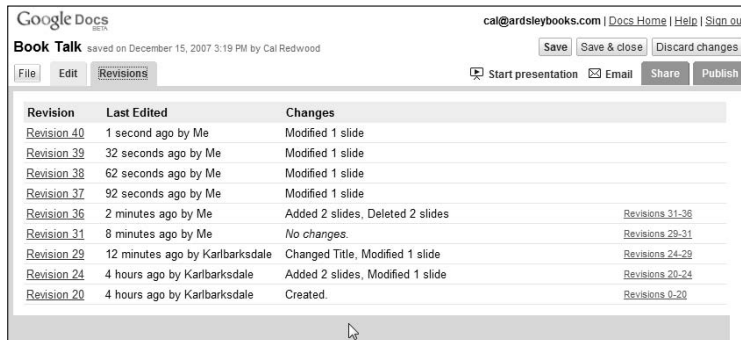 Google Docs BETA
cal@ardsleybooks.com | Docs Home | Help | Sign ou
Book Talk saved on December 15, 2007 3:19 PM by Cal Redwood
Save Save & close Discard changes
File Edit Revisions Start presentation Email Share Publish
Revision Last Edited Changes
Revision 40 1 second ago by Me Modified 1 slide
Revision 39 32 seconds ago by Me Modified 1 slide
Revision 38 62 seconds ago by Me Modified 1 slide
Revision 37 92 seconds ago by Me Modified 1 slide
Revision 36 2 minutes ago by Me Added 2 slides, Deleted 2 slides Revisions 31-36
Revision 31 8 minutes ago by Me No changes. Revisions 29-31
Revision 29 12 minutes ago by Karlbarksdale Changed Title, Modified 1 slide Revisions 24-29
Revision 24 4 hours ago by Karlbarksdale Added 2 slides, Modified 1 slide Revisions 20-24
Revision 20 4 hours ago by Karlbarksdale Created. Revisions 0-20